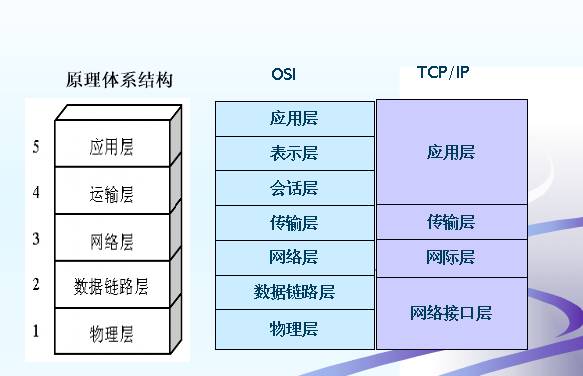 原理体系结构
5 应用层
4 运输层
3 网络层
2 数据链路层
1 物理层
OSI
应用层
表示层
会话层
传输层
网络层
数据链路层
物理层
TCP/IP
应用层
传输层
网际层
网络接口层